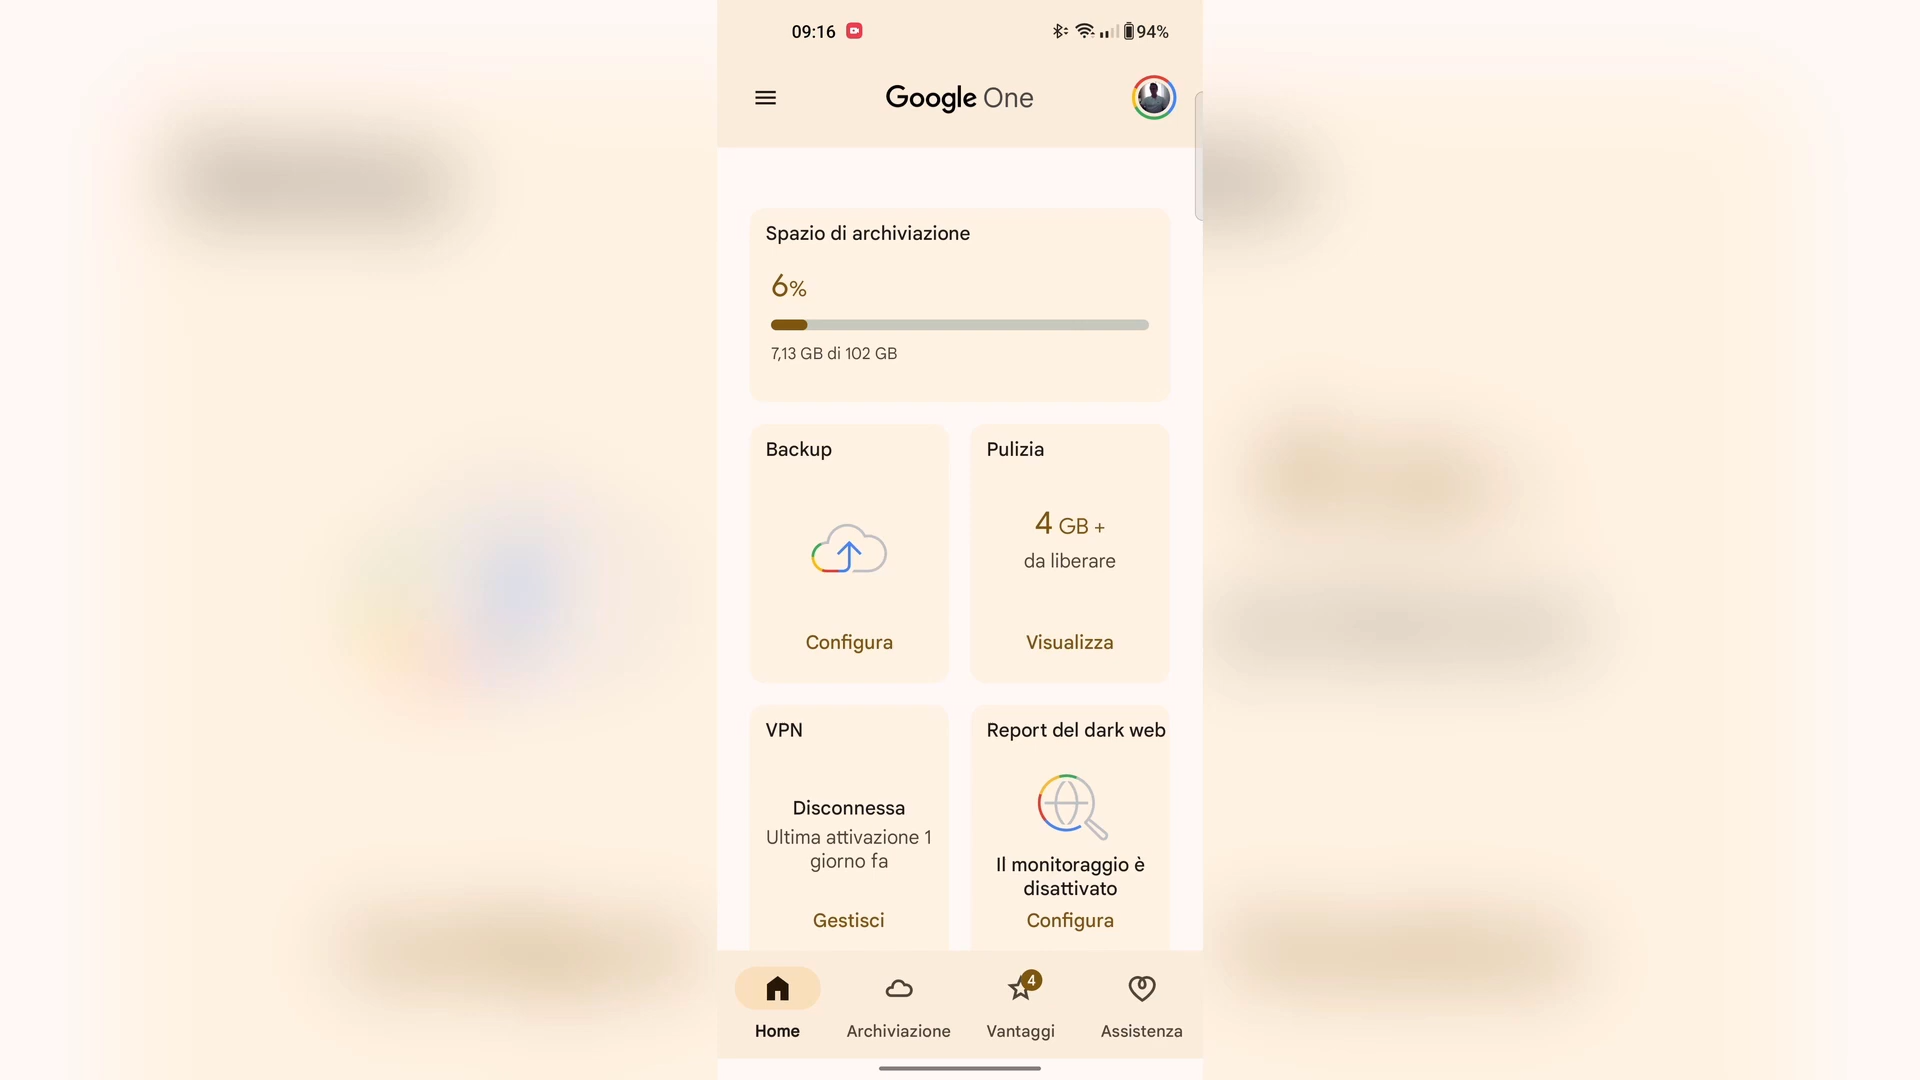 09:16
94%
Google One
Spazio di archiviazione
6%
7,13 GB di 102 GB
Backup
Configura
Pulizia
4 GB +
da liberare
Visualizza
VPN
Disconnessa
Ultima attivazione 1
giorno fa
Gestisci
Report del dark web
Il monitoraggio è
disattivato
Configura
4
Home
Archiviazione
Vantaggi
Assistenza